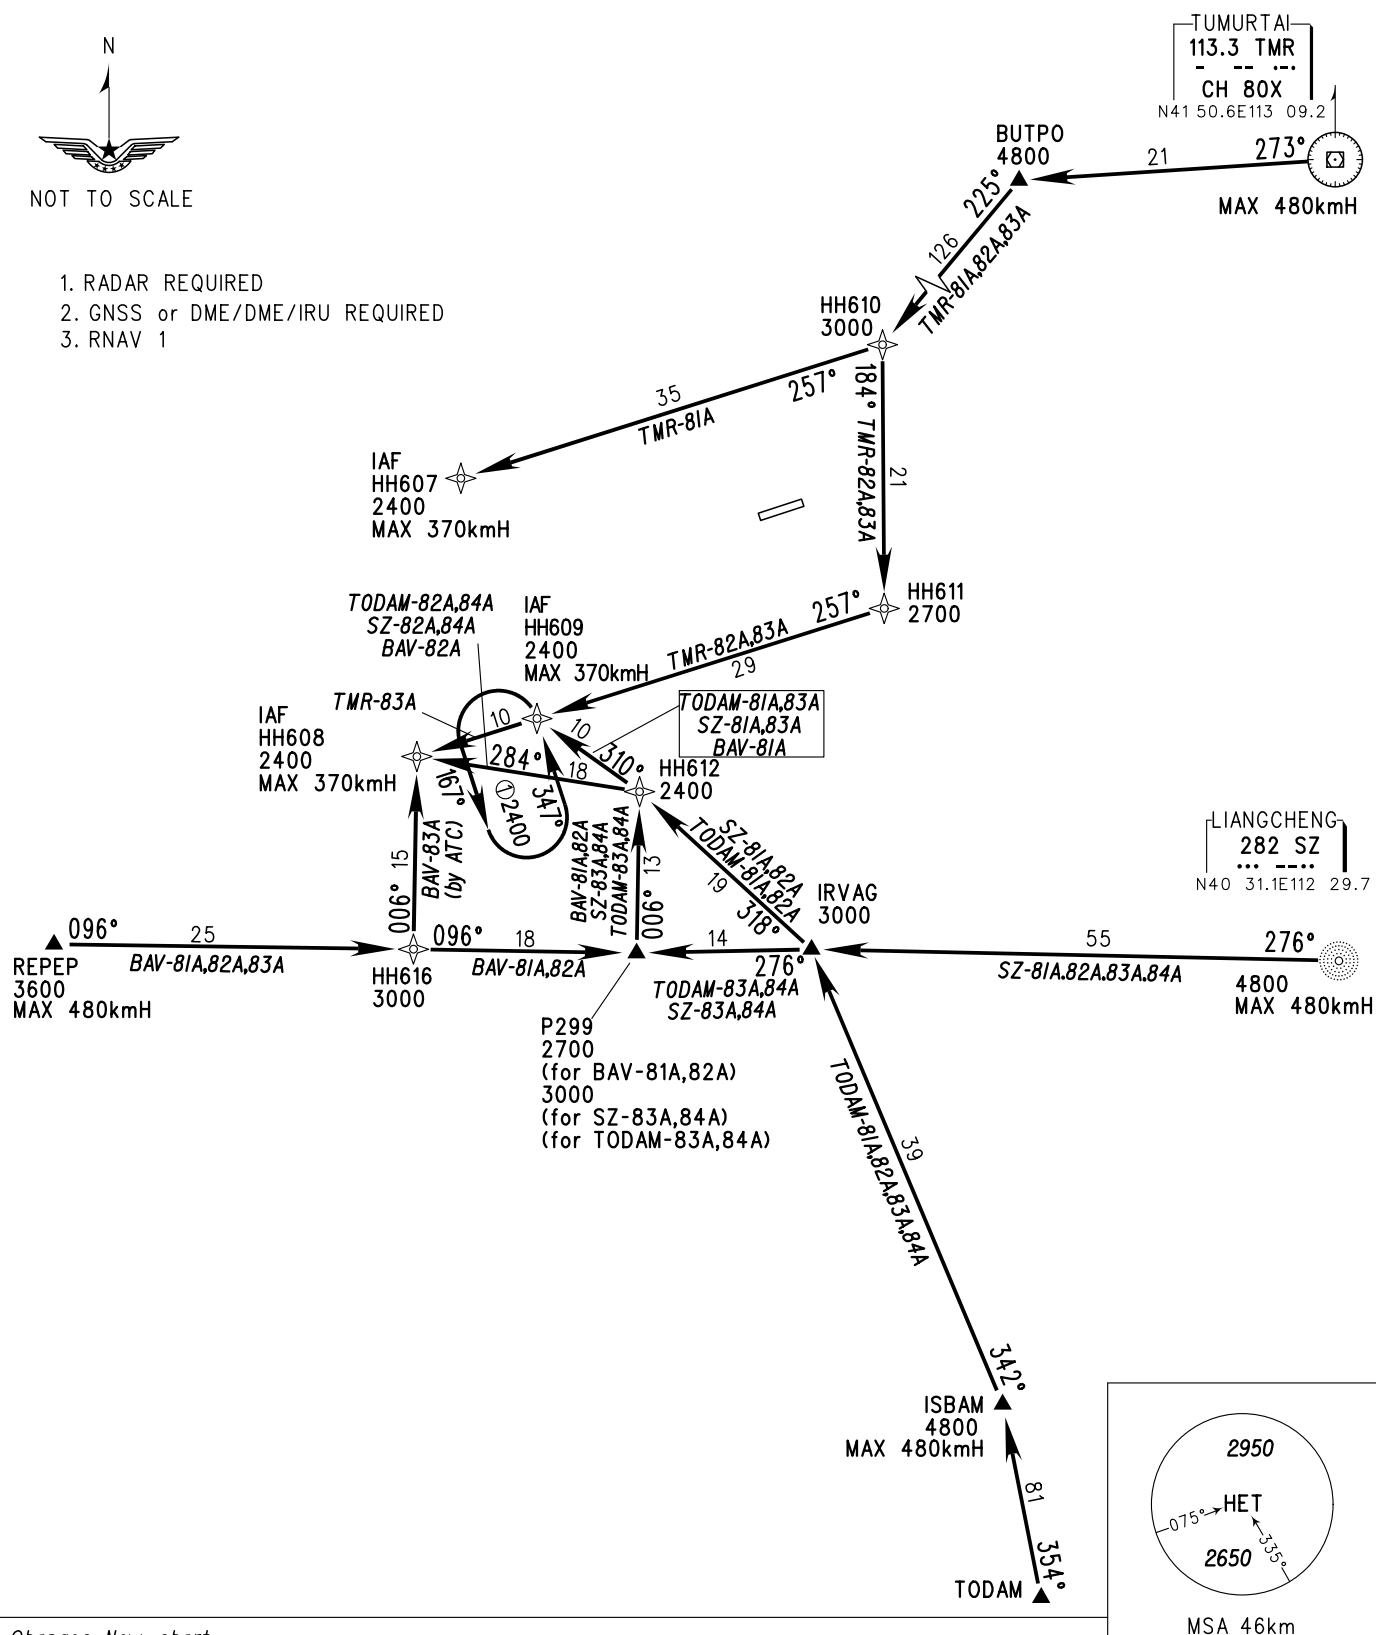 TUMURTAI
113.3 TMR
CH 80X
N41 50.6E113 09.2
N
NOT TO SCALE
BUTPO
4800
21
273°
MAX 480kmH
225°
126
TMR-81A,82A,83A
1. RADAR REQUIRED
2. GNSS or DME/DME/IRU REQUIRED
3. RNAV 1
HH610
3000
35
257°
TMR-81A
184°
TMR-82A,83A
21
IAF
HH607
2400
MAX 370kmH
HH611
2700
257°
TMR-82A,83A
29
TODAM-82A,84A
SZ-82A,84A
BAV-82A
IAF
HH609
2400
MAX 370kmH
TMR-83A
10
IAF
HH608
2400
MAX 370kmH
TODAM-81A,83A
SZ-81A,83A
BAV-81A
10
310°
284°
18
HH612
2400
167°
①2400
347°
BAV-83A
(by ATC)
15
006°
BAV-81A,82A
SZ-83A,84A
TODAM-83A,84A
13
006°
SZ-81A,82A
TODAM-81A,82A
19
318°
LIANGCHENG
282 SZ
N40 31.1E112 29.7
IRVAG
3000
096°
25
BAV-81A,82A,83A
REPEP
3600
MAX 480kmH
HH616
3000
096°
18
BAV-81A,82A
14
276°
TODAM-83A,84A
SZ-83A,84A
55
276°
SZ-81A.82A.83A.84A
4800
MAX 480kmH
P299
2700
(for BAV-81A,82A)
3000
(for SZ-83A,84A)
(for TODAM-83A,84A)
TODAM-81A,82A,83A,84A
39
342°
ISBAM
4800
MAX 480kmH
81
354°
TODAM
2950
HET
075°
335°
2650
MSA 46km
Changes New chart